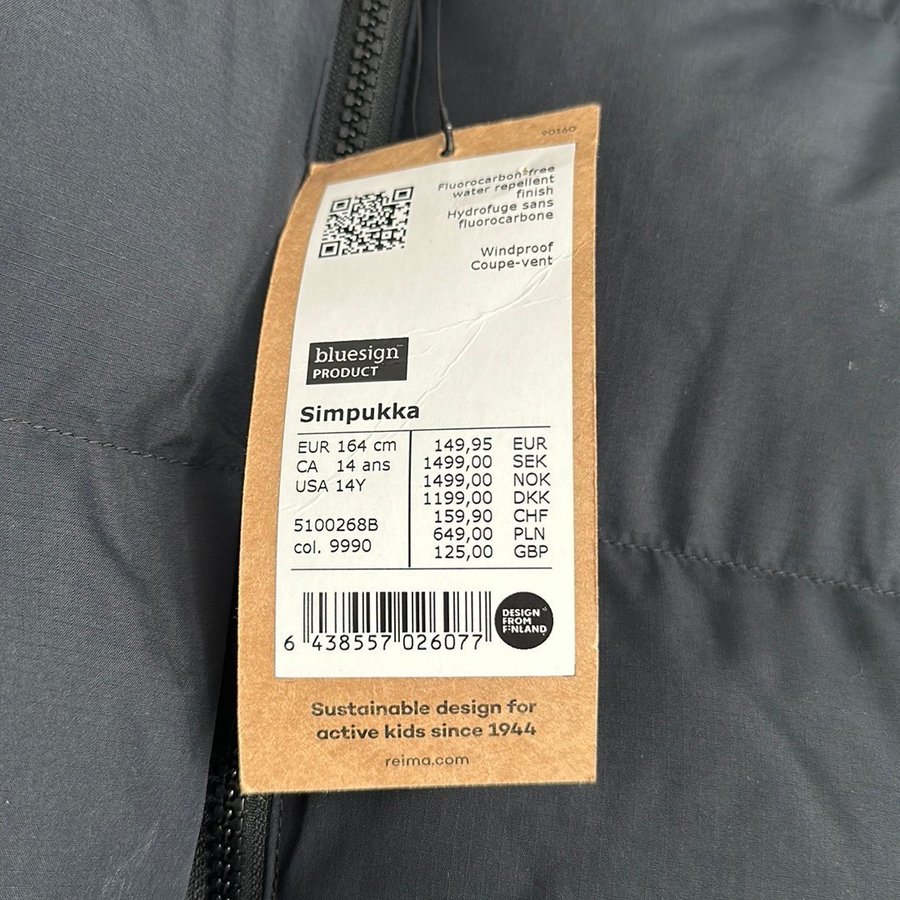 90160
Fluorocarbon-free
water repellent
finish
Hydrofuge sans
fluorocarbone
Windproof
Coupe-vent
bluesign™
PRODUCT
Simpukka
EUR 164 cm
CA 14 ans
USA 14Y
5100268B
col. 9990
149,95 EUR
1499,00 SEK
1499,00 NOK
1199,00 DKK
159,90 CHF
649,00 PLN
125,00 GBP
6 438557 026077
DESIGN
FROM
FINLAND
Sustainable design for
active kids since 1944
reima.com